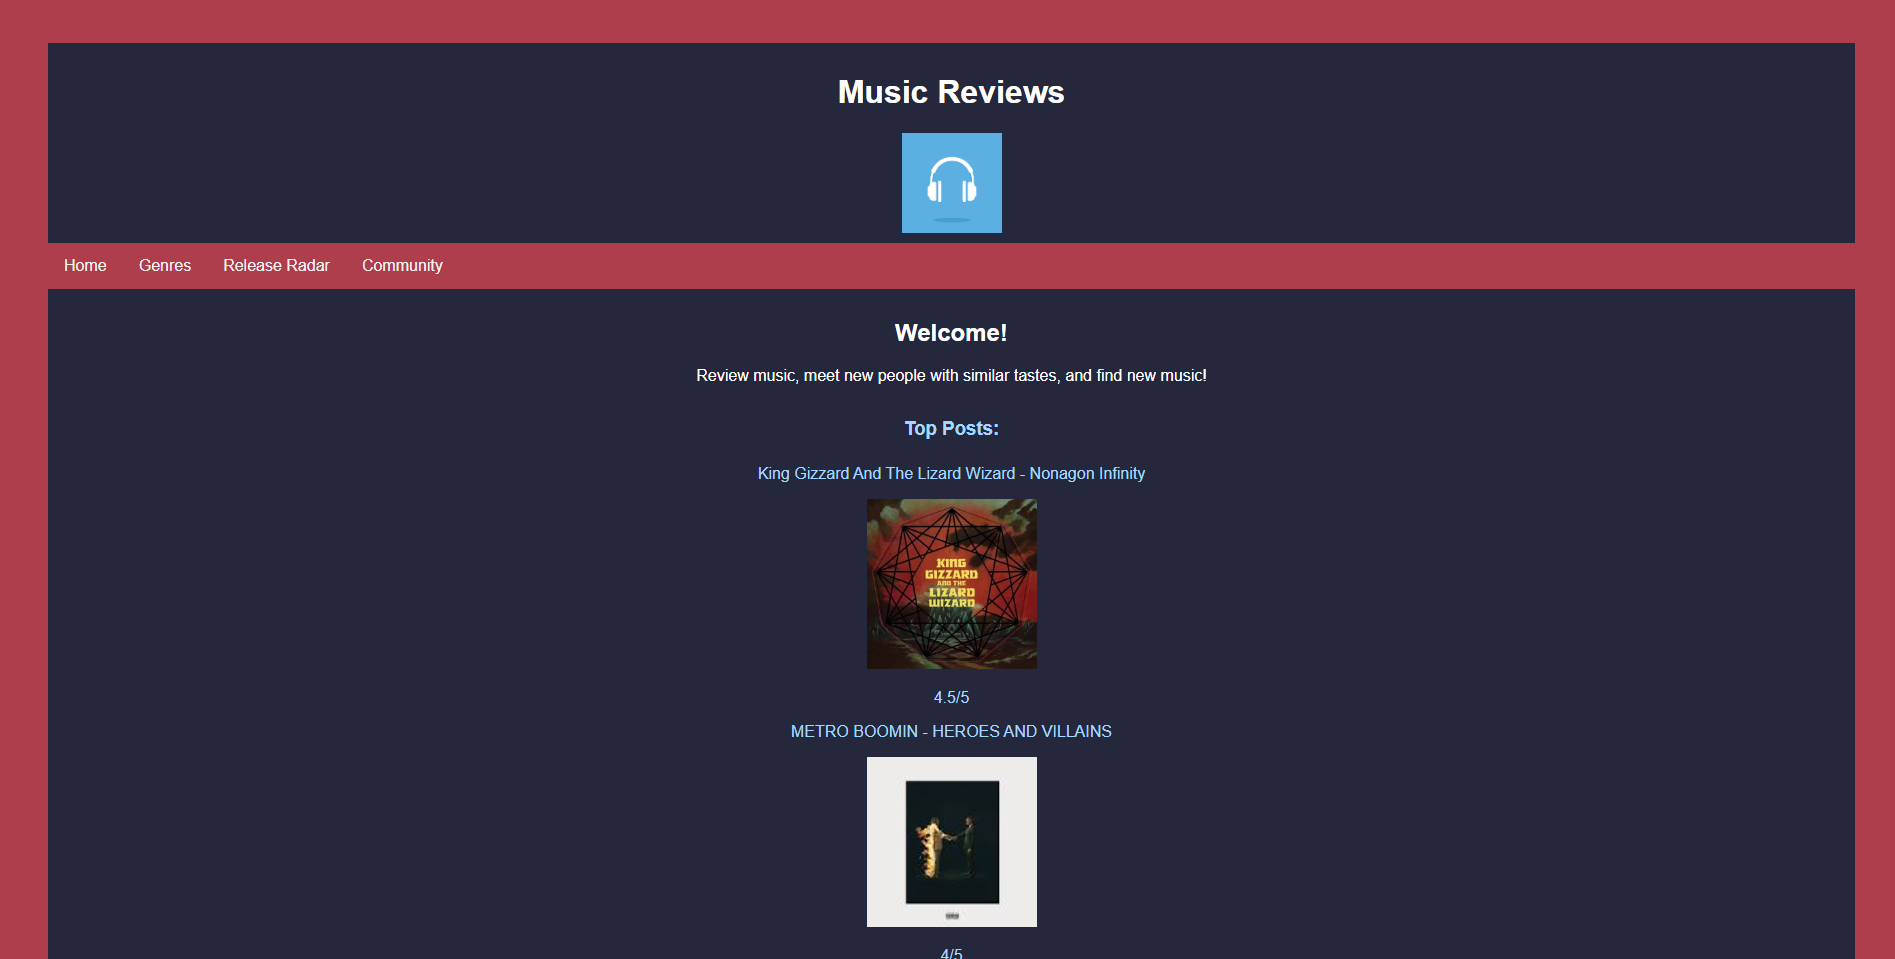 Music Reviews
Home Genres Release Radar Community
Welcome!
Review music, meet new people with similar tastes, and find new music!
Top Posts:
King Gizzard And The Lizard Wizard - Nonagon Infinity
KING
GIZZARD
AND THE
LIZARD
WIZARD
4.5/5
METRO BOOMIN - HEROES AND VILLAINS
4/5